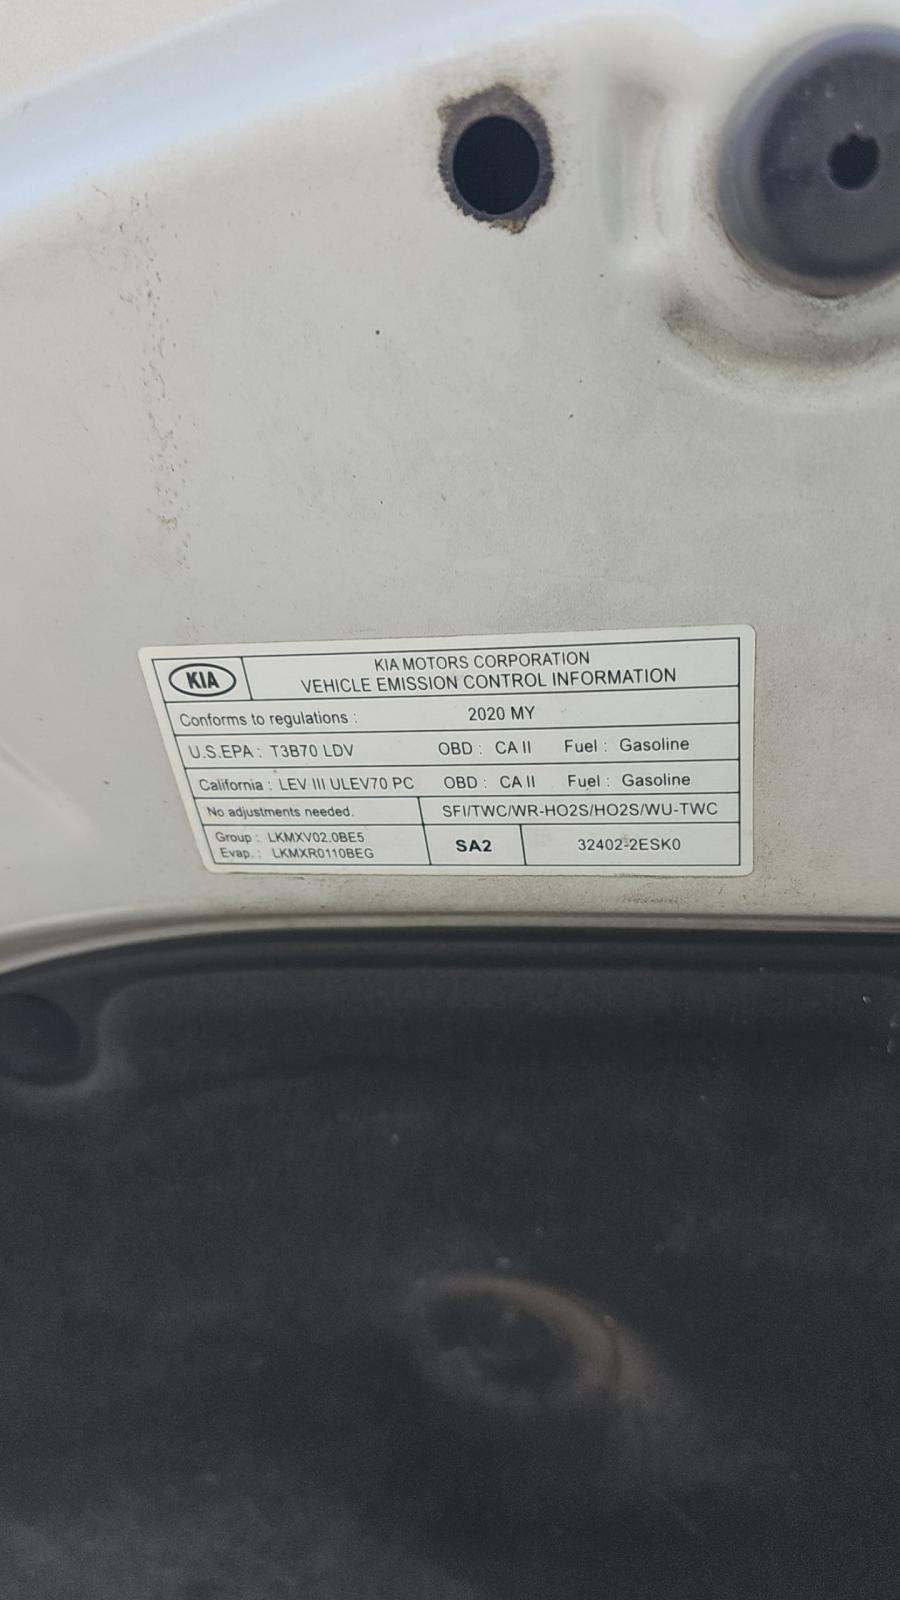 KIA
KIA MOTORS CORPORATION
VEHICLE EMISSION CONTROL INFORMATION
Conforms to regulations : 2020 MY
U.S.EPA : T3B70 LDV OBD : CA II Fuel : Gasoline
California : LEV III ULEV70 PC OBD : CA II Fuel : Gasoline
No adjustments needed. SFI/TWC/WR-HO2S/HO2S/WU-TWC
Group : LKMXV02.0BE5
Evap. : LKMXR0110BEG
SA2
32402-2ESK0